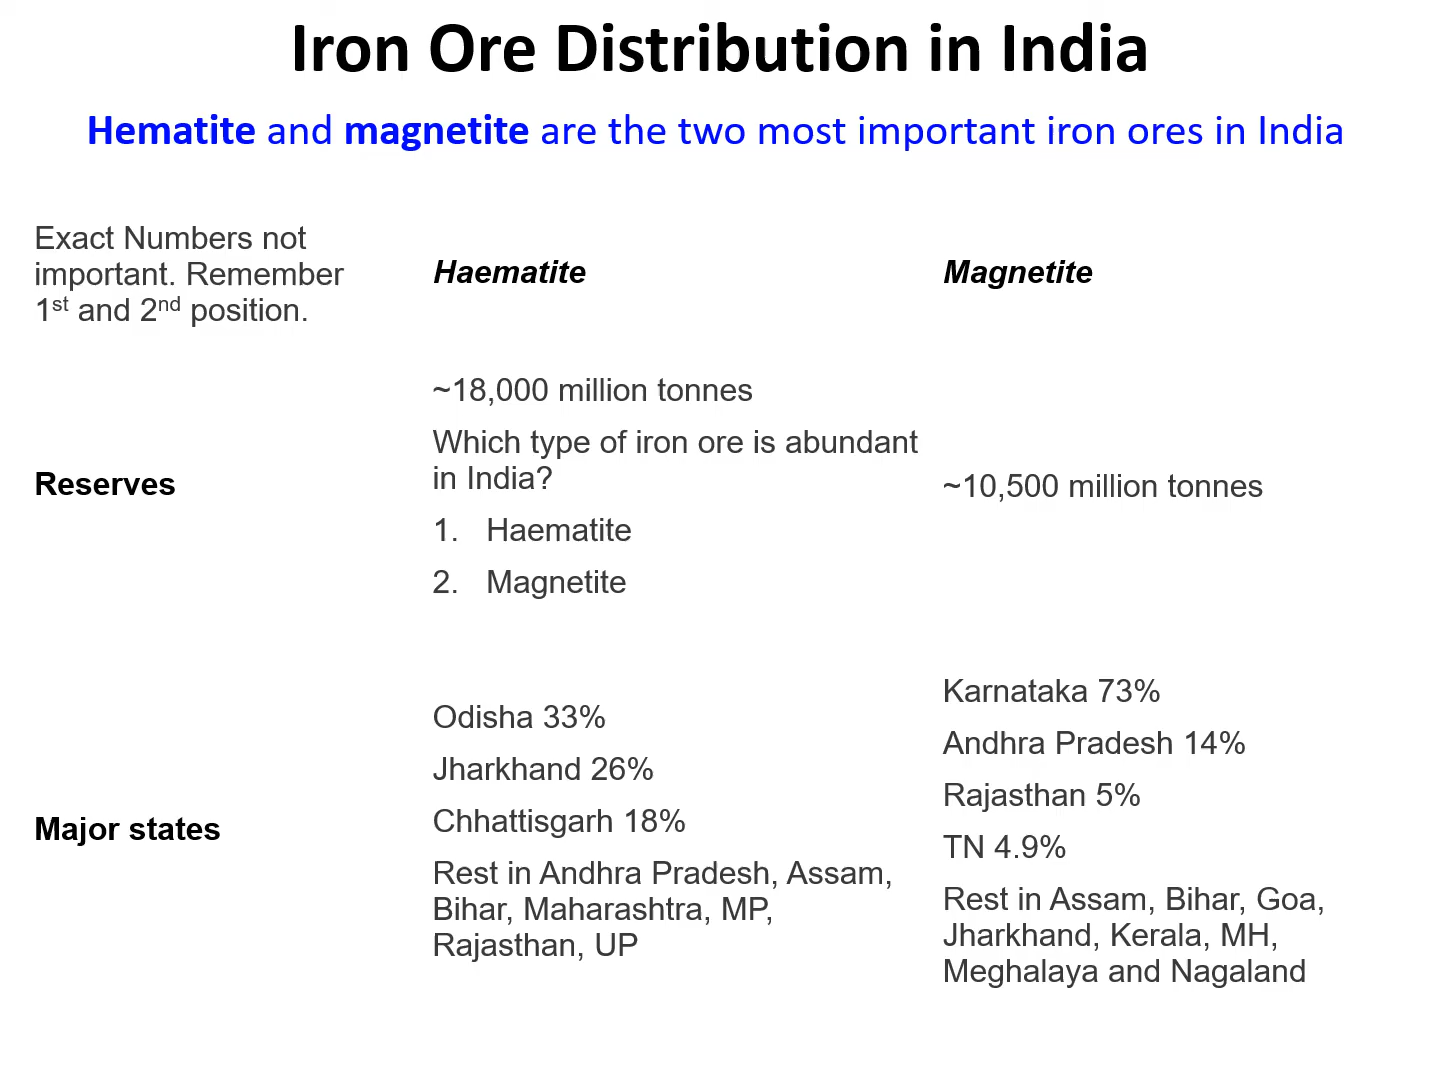 Iron Ore Distribution in India
Hematite and magnetite are the two most important iron ores in India
Exact Numbers not
important. Remember
1st and 2nd position.
Haematite
Magnetite
Reserves
~18,000 million tonnes
Which type of iron ore is abundant
in India?
1. Haematite
2. Magnetite
~10,500 million tonnes
Major states
Odisha 33%
Jharkhand 26%
Chhattisgarh 18%
Rest in Andhra Pradesh, Assam,
Bihar, Maharashtra, MP,
Rajasthan, UP
Karnataka 73%
Andhra Pradesh 14%
Rajasthan 5%
TN 4.9%
Rest in Assam, Bihar, Goa,
Jharkhand, Kerala, MH,
Meghalaya and Nagaland